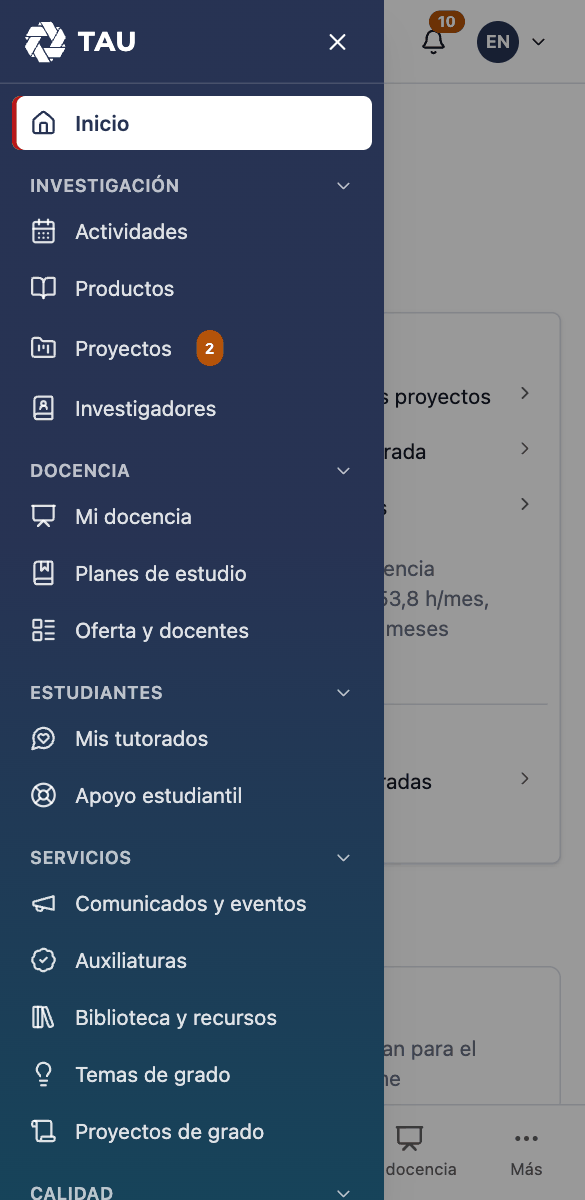 TAU
10
EN
Inicio
INVESTIGACIÓN
Actividades
Productos
Proyectos 2
Investigadores
DOCENCIA
Mi docencia
Planes de estudio
Oferta y docentes
ESTUDIANTES
Mis tutorados
Apoyo estudiantil
SERVICIOS
Comunicados y eventos
Auxiliaturas
Biblioteca y recursos
Temas de grado
Proyectos de grado
CALIDAD
s proyectos
rada
s
encia
53,8 h/mes,
meses
radas
an para el
ne
docencia
Más